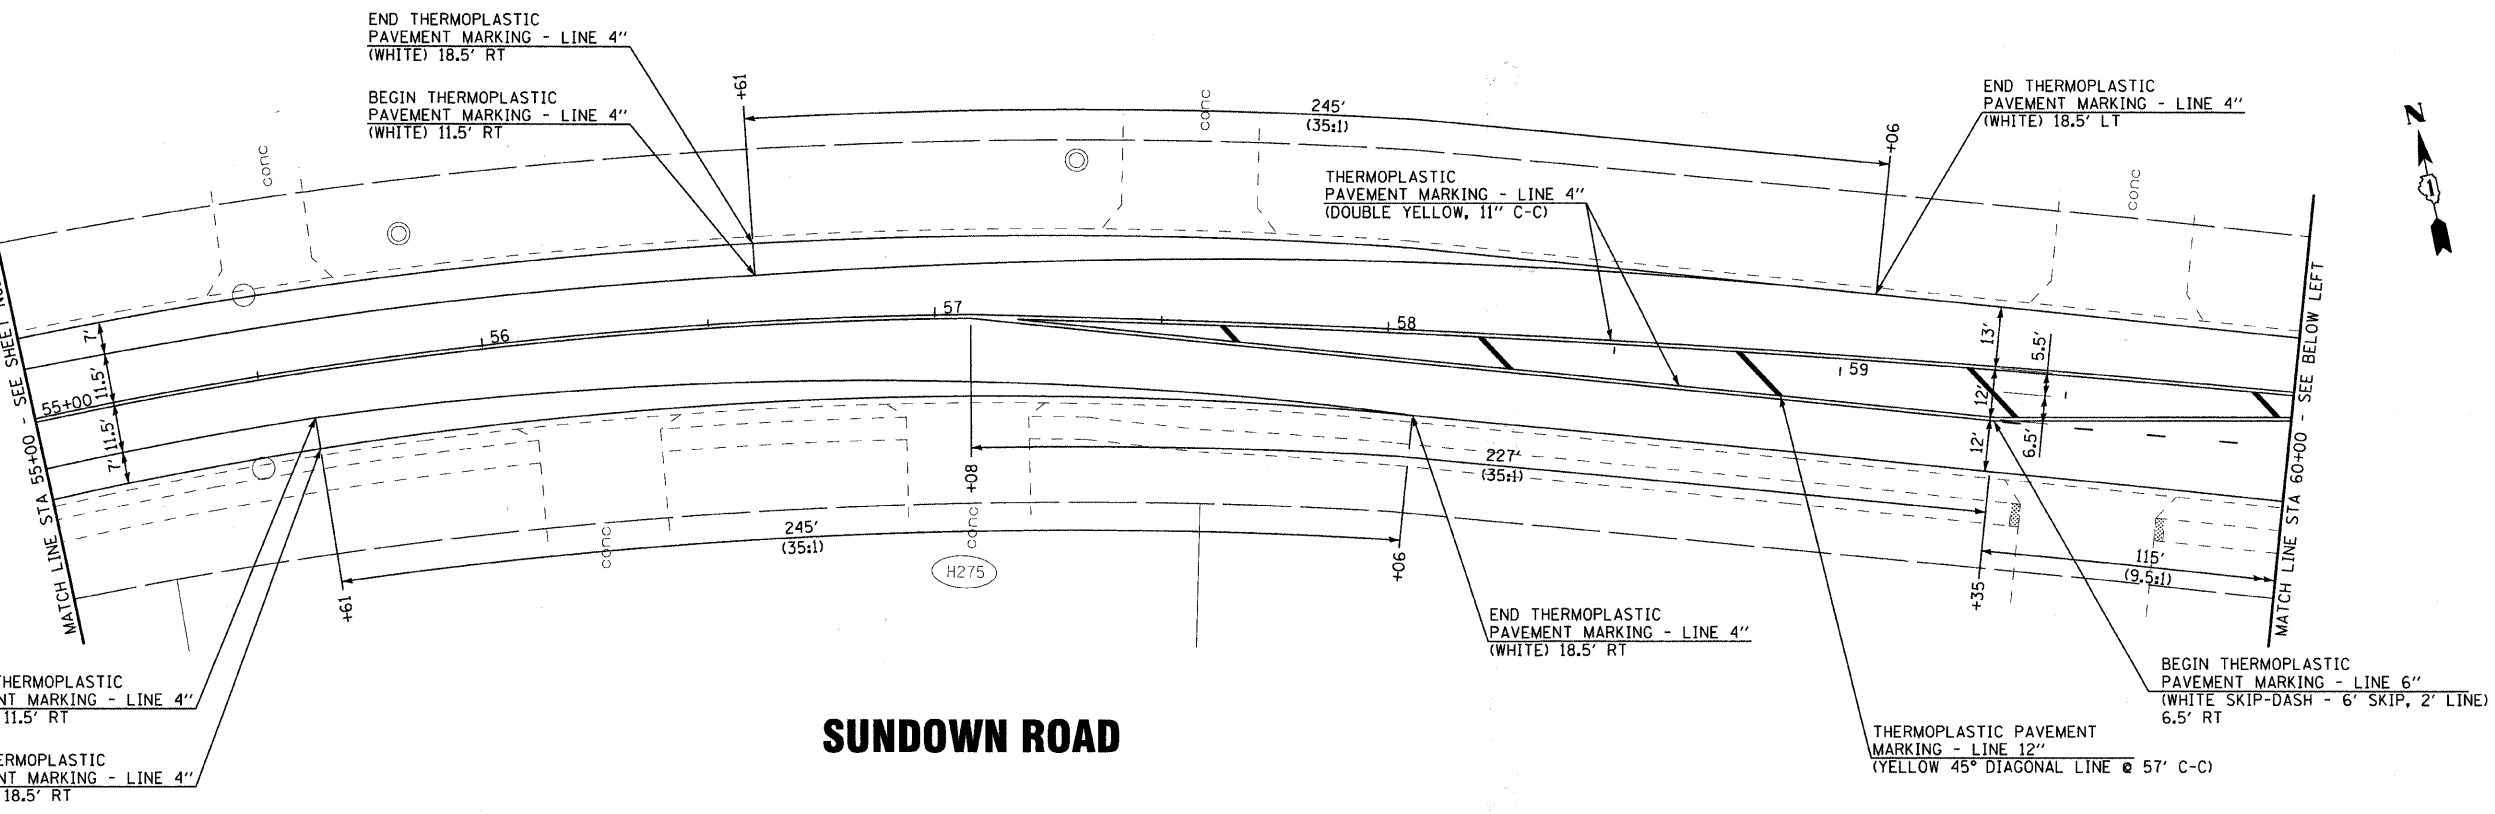 END THERMOPLASTIC
PAVEMENT MARKING - LINE 4"
(WHITE) 18.5' RT
BEGIN THERMOPLASTIC
PAVEMENT MARKING - LINE 4"
(WHITE) 11.5' RT
+61
245'
(35:1)
+06
END THERMOPLASTIC
PAVEMENT MARKING - LINE 4"
(WHITE) 18.5' LT
N
1
conc
conc
conc
THERMOPLASTIC
PAVEMENT MARKING - LINE 4"
(DOUBLE YELLOW, 11" C-C)
MATCH LINE STA 55+00 - SEE SHEET
7'
11.5'
11.5'
7'
55+00
56
57
58
59
13'
5.5'
12'
12'
6.5'
MATCH LINE STA 60+00 - SEE BELOW LEFT
+08
227'
(35:1)
245'
(35:1)
+61
+06
conc
conc
H275
+35
115'
(9.5:1)
END THERMOPLASTIC
PAVEMENT MARKING - LINE 4"
(WHITE) 18.5' RT
BEGIN THERMOPLASTIC
PAVEMENT MARKING - LINE 6"
(WHITE SKIP-DASH - 6' SKIP, 2' LINE)
6.5' RT
THERMOPLASTIC PAVEMENT
MARKING - LINE 12"
(YELLOW 45° DIAGONAL LINE @ 57' C-C)
THERMOPLASTIC
NT MARKING - LINE 4"
11.5' RT
ERMOPLASTIC
NT MARKING - LINE 4"
18.5' RT
SUNDOWN ROAD